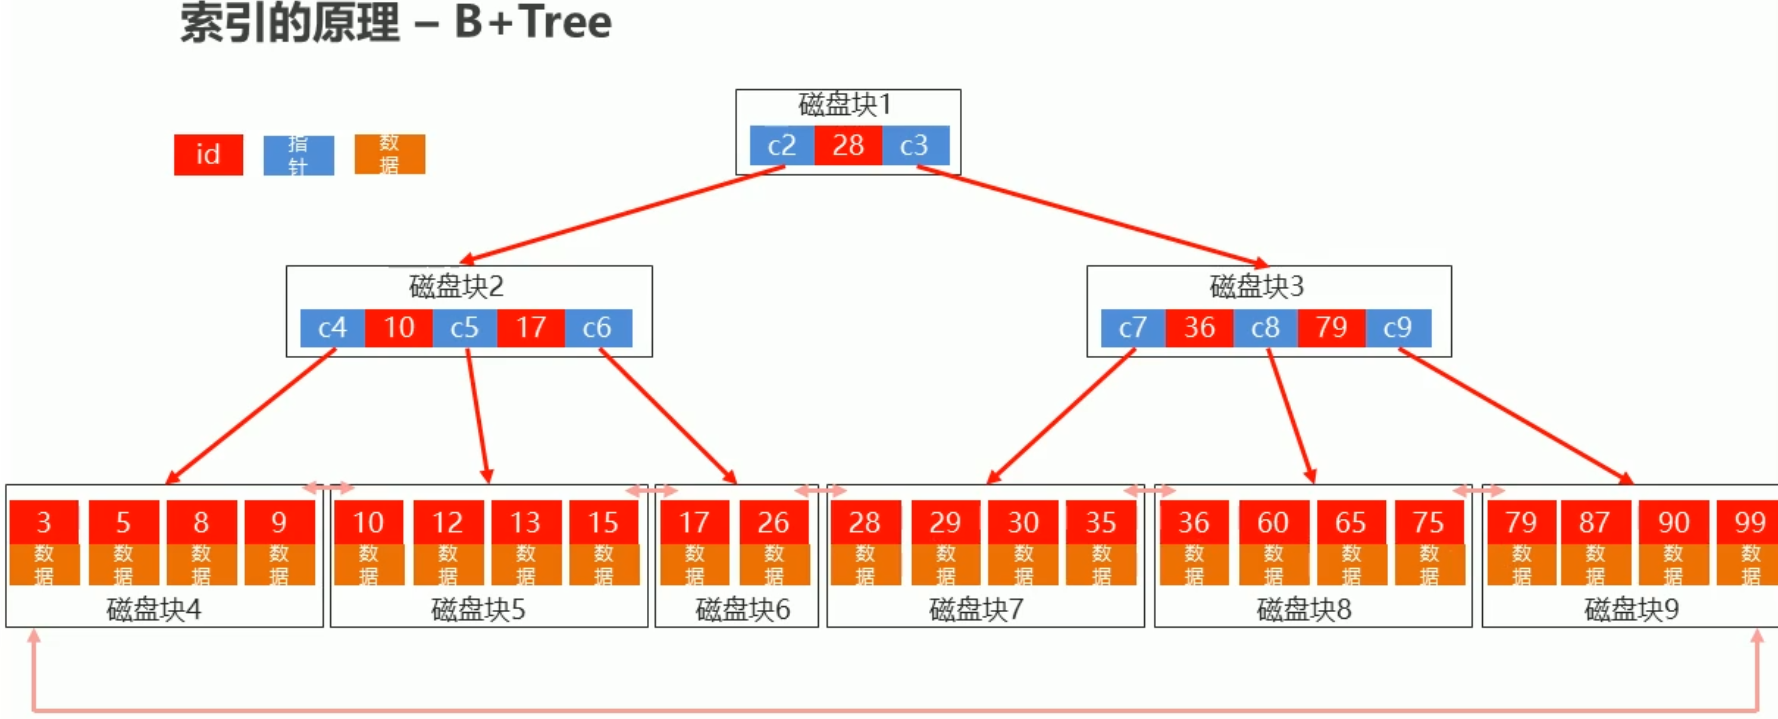 索引的原理 – B+Tree
id
指针
数据
磁盘块1
c2 28 c3
磁盘块2
c4 10 c5 17 c6
磁盘块3
c7 36 c8 79 c9
3 5 8 9
数据 数据 数据 数据
磁盘块4
10 12 13 15
数据 数据 数据 数据
磁盘块5
17 26
数据 数据
磁盘块6
28 29 30 35
数据 数据 数据 数据
磁盘块7
36 60 65 75
数据 数据 数据 数据
磁盘块8
79 87 90 99
数据 数据 数据 数据
磁盘块9